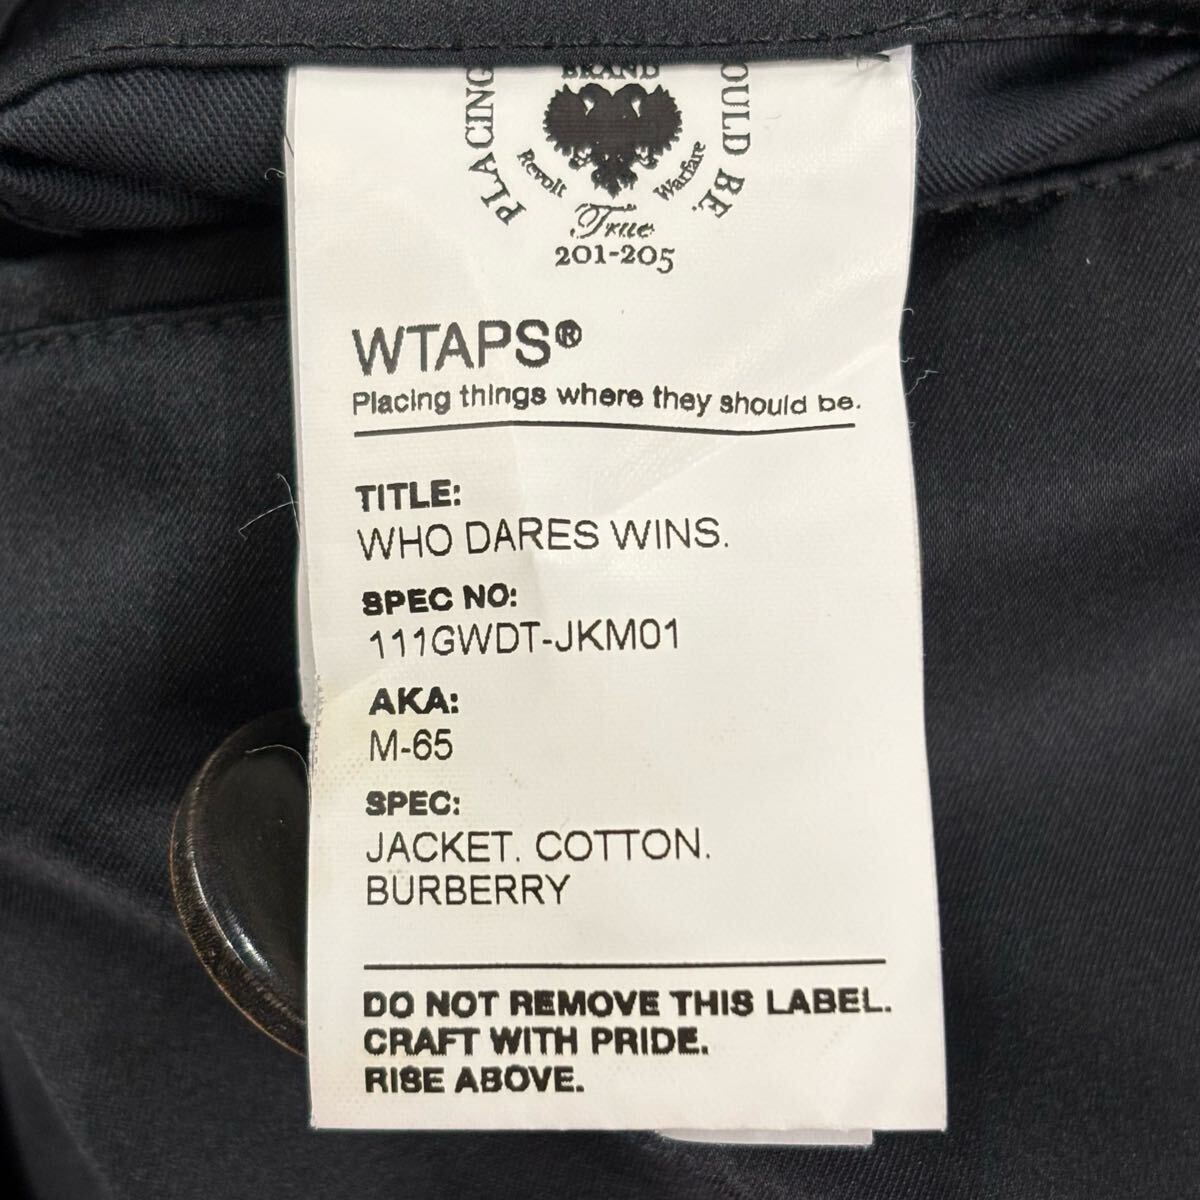 BRAND
PLACING
OULD BE.
Revolt
Warfare
True
201-205
WTAPS®
Placing things where they should be.
TITLE:
WHO DARES WINS.
SPEC NO:
111GWDT-JKM01
AKA:
M-65
SPEC:
JACKET. COTTON.
BURBERRY
DO NOT REMOVE THIS LABEL.
CRAFT WITH PRIDE.
RISE ABOVE.